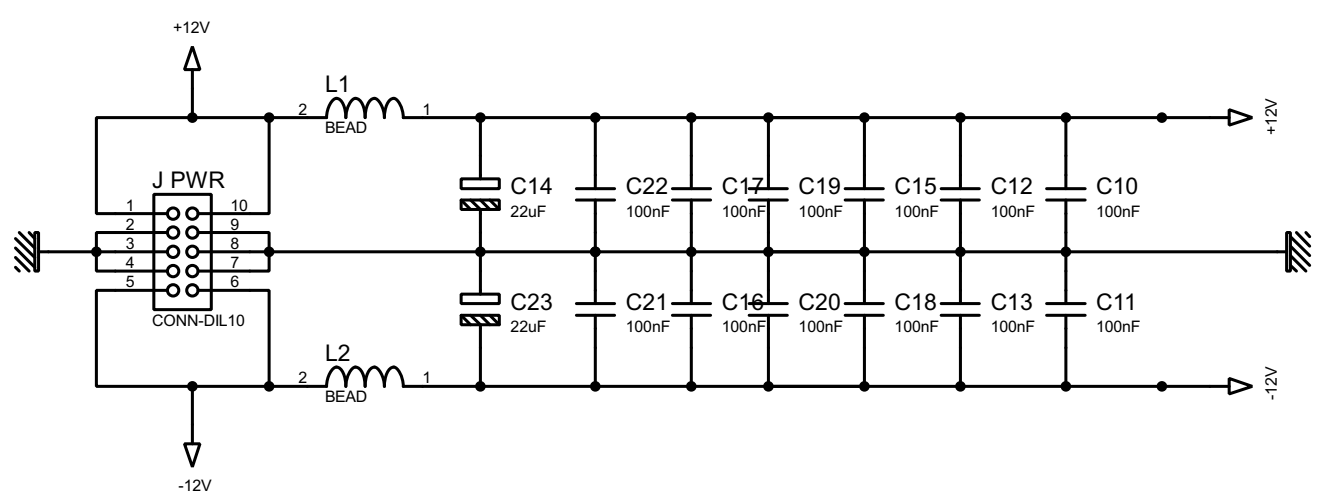 +12V
L1
2 1
BEAD
+12V
J PWR
1 10
2 9
3 8
4 7
5 6
CONN-DIL10
C14 C22 C17 C19 C15 C12 C10
22uF 100nF 100nF 100nF 100nF 100nF 100nF
C23 C21 C16 C20 C18 C13 C11
22uF 100nF 100nF 100nF 100nF 100nF 100nF
L2
2 1
BEAD
-12V
-12V